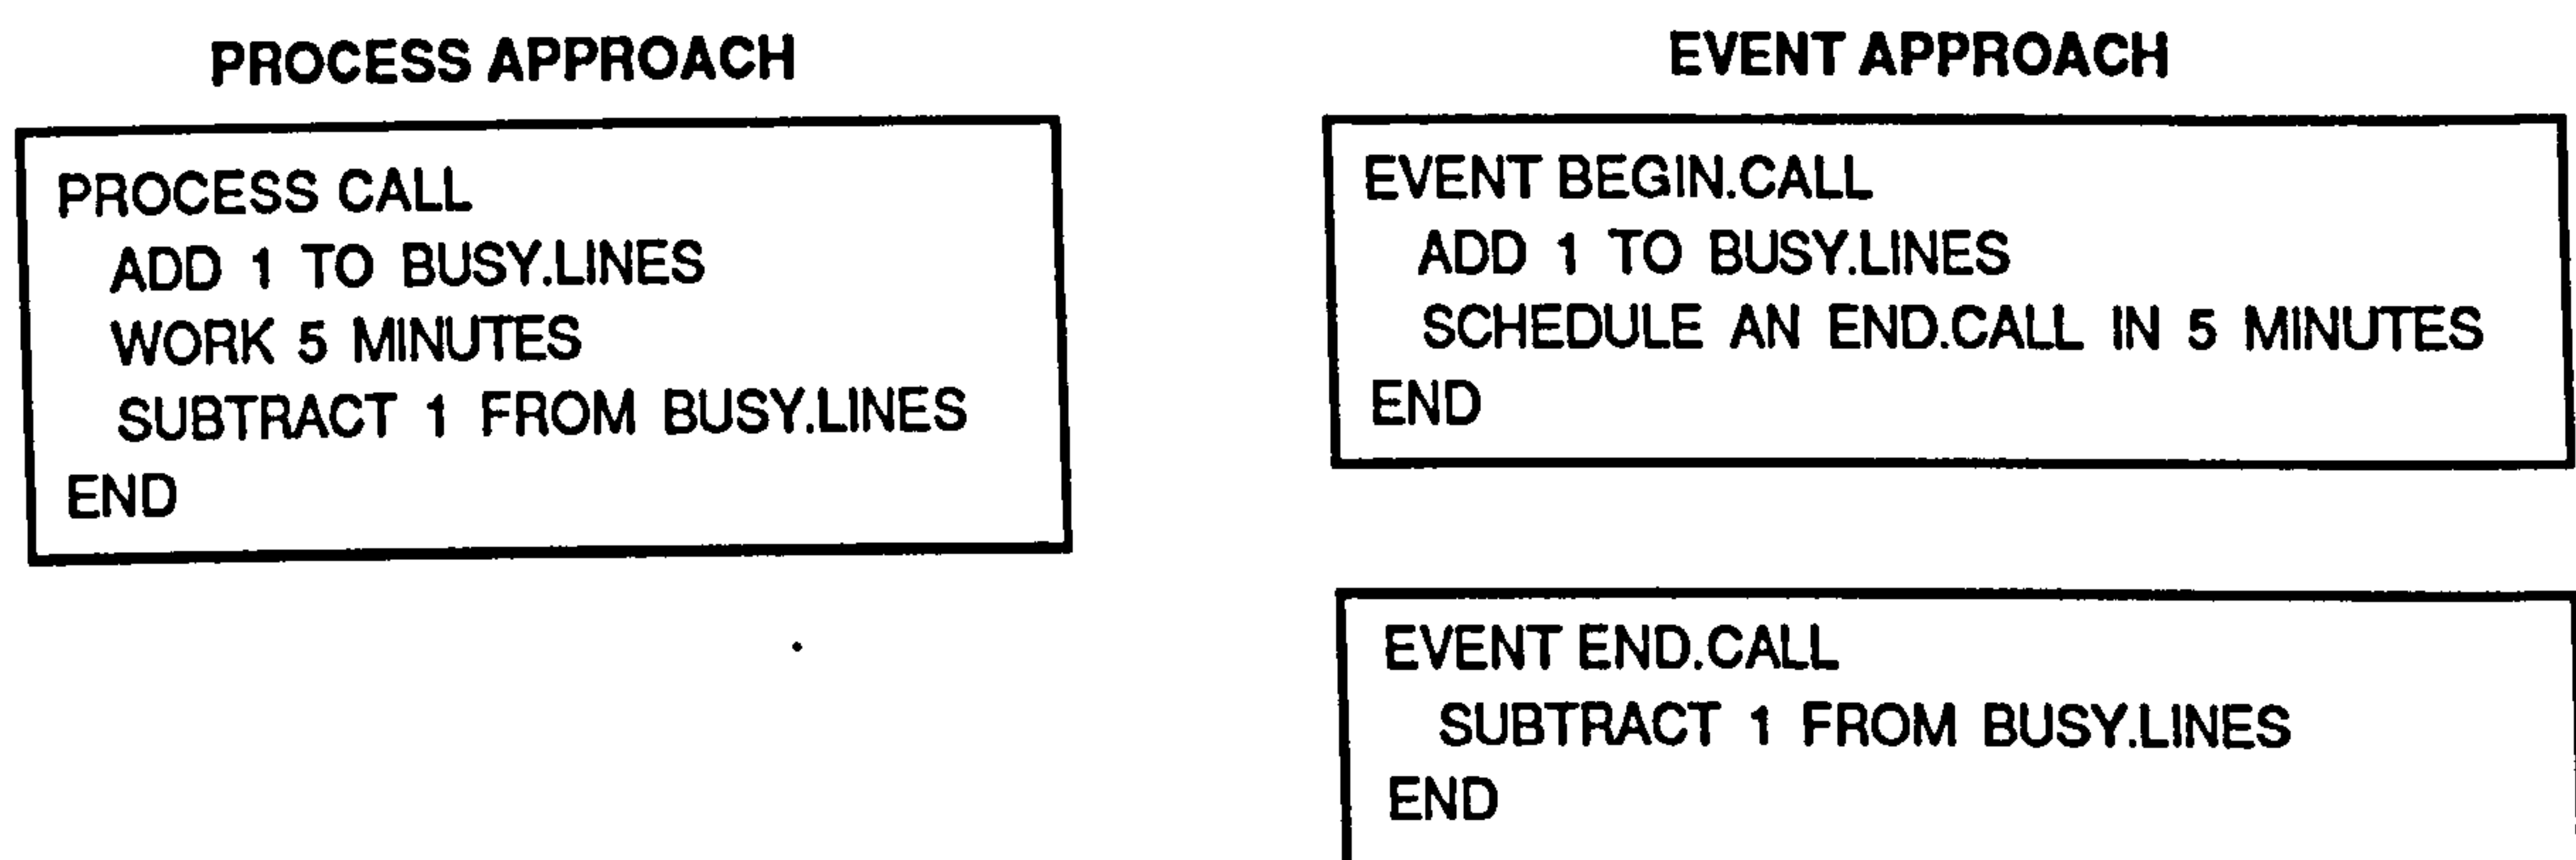 PROCESS APPROACH
PROCESS CALL
ADD 1 TO BUSY.LINES
WORK 5 MINUTES
SUBTRACT 1 FROM BUSY.LINES
END
EVENT APPROACH
EVENT BEGIN.CALL
ADD 1 TO BUSY.LINES
SCHEDULE AN END.CALL IN 5 MINUTES
END
EVENT END.CALL
SUBTRACT 1 FROM BUSY.LINES
END